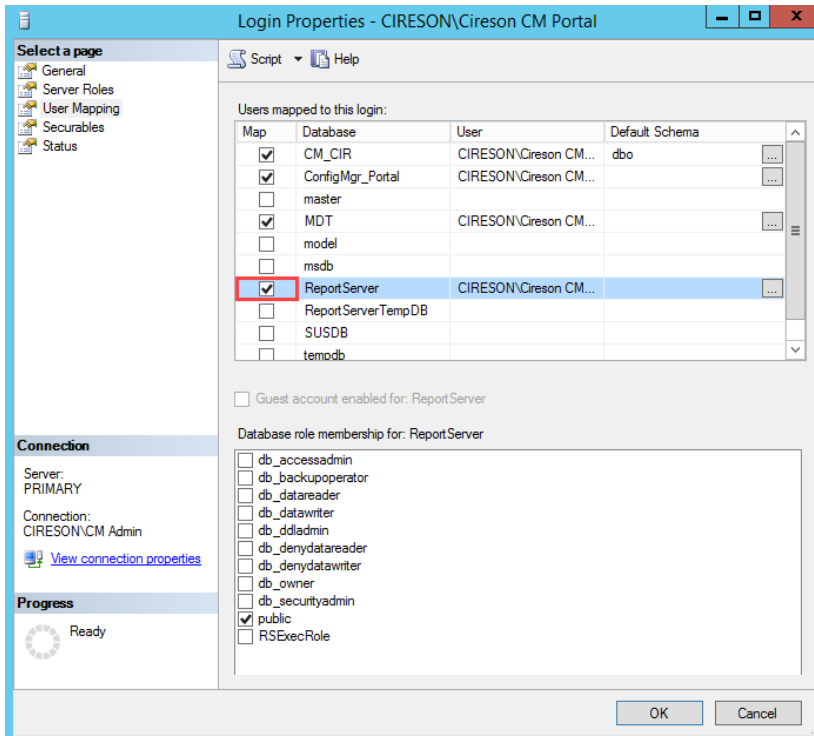 Login Properties - CIRESON\Cireson CM Portal
Select a page
General
Server Roles
User Mapping
Securables
Status
Script Help
Users mapped to this login:
Map Database User Default Schema
CM_CIR CIRESON\Cireson CM... dbo ...
ConfigMgr_Portal CIRESON\Cireson CM... ...
master
MDT CIRESON\Cireson CM... ...
model
msdb
ReportServer CIRESON\Cireson CM... ...
ReportServerTempDB
SUSDB
tempdb
Guest account enabled for: ReportServer
Database role membership for: ReportServer
db_accessadmin
db_backupoperator
db_datareader
db_datawriter
db_ddladmin
db_denydatareader
db_denydatawriter
db_owner
db_securityadmin
public
RSExecRole
Connection
Server:
PRIMARY
Connection:
CIRESON\CM Admin
View connection properties
Progress
Ready
OK Cancel